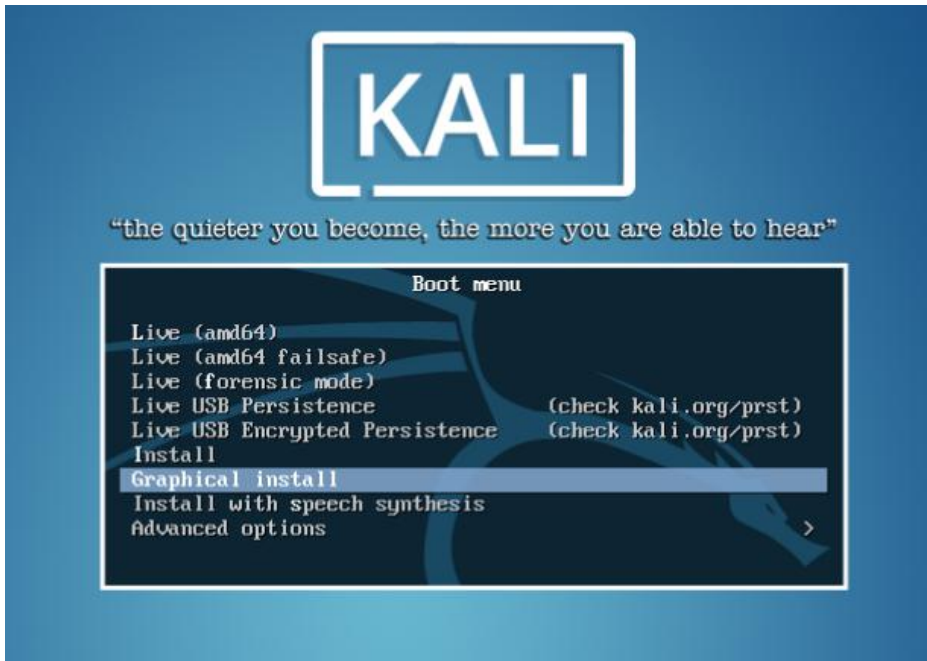 KALI
“the quieter you become, the more you are able to hear”
Boot menu
Live (amd64)
Live (amd64 failsafe)
Live (forensic mode)
Live USB Persistence (check kali.org/prst)
Live USB Encrypted Persistence (check kali.org/prst)
Install
Graphical install
Install with speech synthesis
Advanced options >